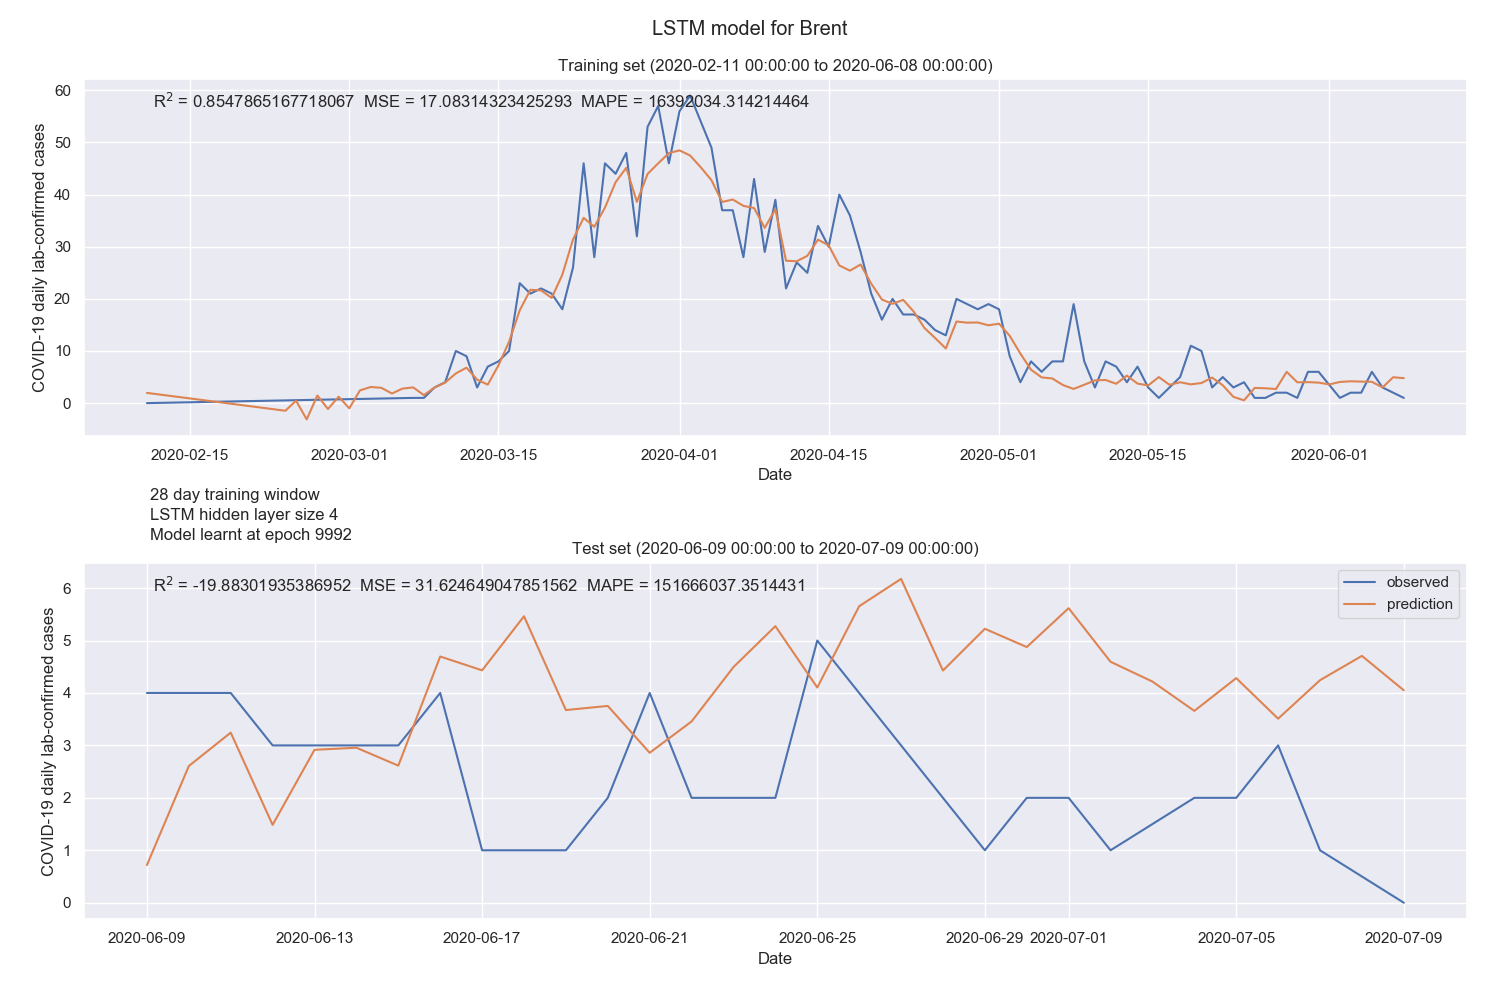 LSTM model for Brent
Training set (2020-02-11 00:00:00 to 2020-06-08 00:00:00)
R² = 0.8547865167718067 MSE = 17.08314323425293 MAPE = 16392034.314214464
COVID-19 daily lab-confirmed cases
60
50
40
30
20
10
0
2020-02-15 2020-03-01 2020-03-15 2020-04-01 2020-04-15 2020-05-01 2020-05-15 2020-06-01
Date
28 day training window
LSTM hidden layer size 4
Model learnt at epoch 9992
Test set (2020-06-09 00:00:00 to 2020-07-09 00:00:00)
R² = -19.88301935386952 MSE = 31.624649047851562 MAPE = 151666037.3514431
observed
prediction
COVID-19 daily lab-confirmed cases
6
5
4
3
2
1
0
2020-06-09 2020-06-13 2020-06-17 2020-06-21 2020-06-25 2020-06-29 2020-07-01 2020-07-05 2020-07-09
Date